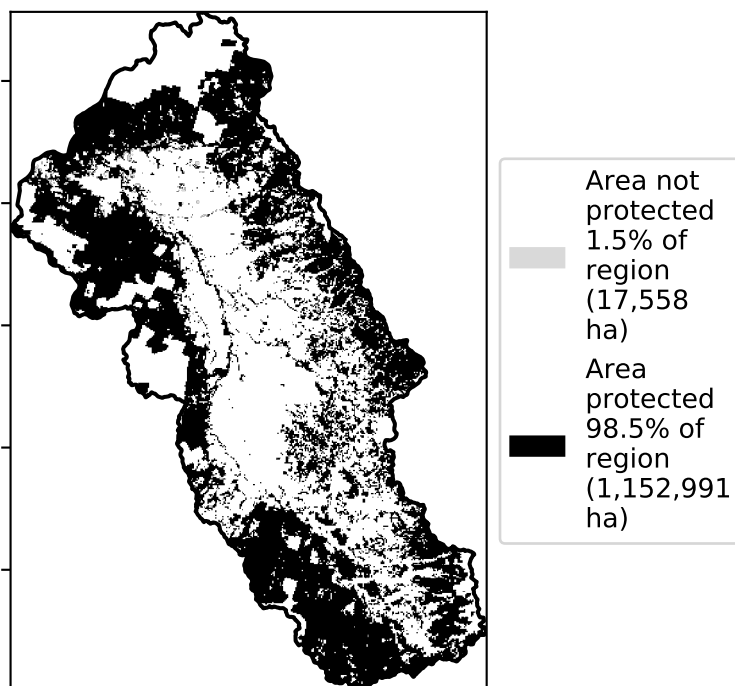 Area not
protected
1.5% of
region
(17,558
ha)
Area
protected
98.5% of
region
(1,152,991
ha)